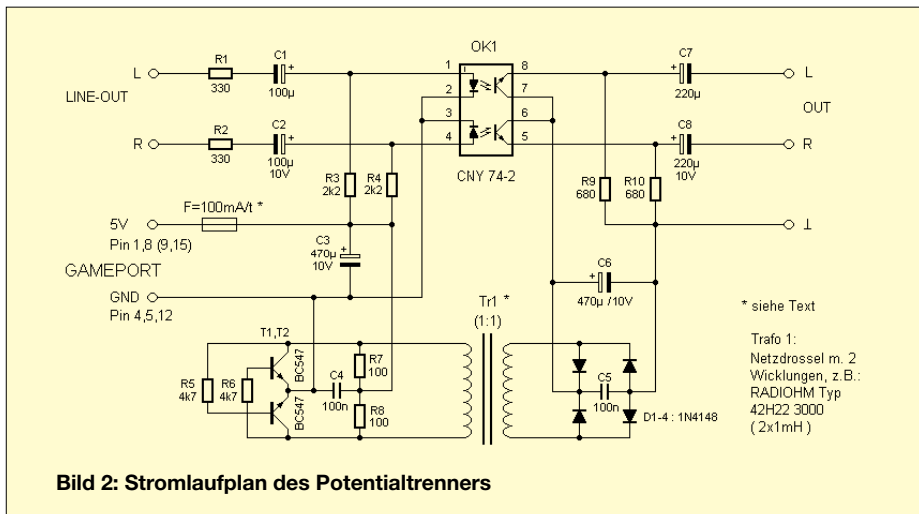 OK1
L
R1
330
C1
+
100µ
1
8
C7
+
220µ
L
LINE-OUT
2
7
OUT
3
6
R
R2
330
C2
+
100µ
10V
4
5
C8
+
220µ
10V
R
CNY 74-2
R3
2k2
R4
2k2
R9
680
R10
680
5V
F=100mA/t *
⊥
Pin 1,8 (9,15)
C3
+
470µ
10V
GAMEPORT
C6
+
470µ /10V
GND
Pin 4,5,12
Tr1 *
(1:1)
* siehe Text
T1,T2
BC547
BC547
R5
4k7
R6
4k7
C4
100n
R7
100
R8
100
C5
100n
D1-4 : 1N4148
Trafo 1:
Netzdrossel m. 2
Wicklungen, z.B.:
RADIOHM Typ
42H22 3000
( 2x1mH )
Bild 2: Stromlaufplan des Potentialtrenners